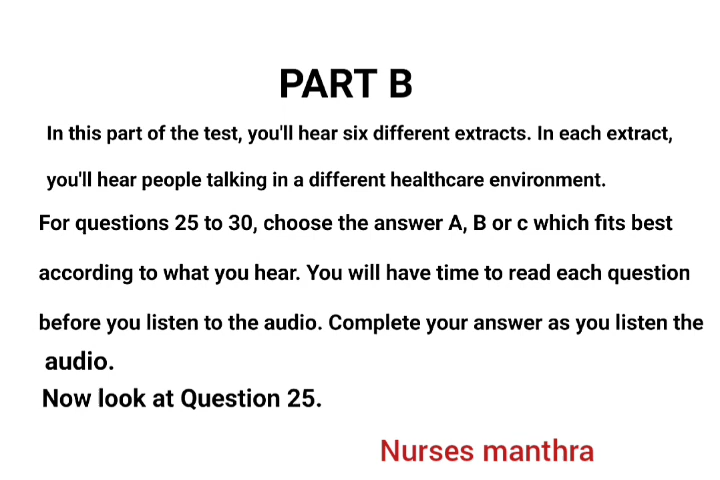 PART B
In this part of the test, you'll hear six different extracts. In each extract,
you'll hear people talking in a different healthcare environment.
For questions 25 to 30, choose the answer A, B or c which fits best
according to what you hear. You will have time to read each question
before you listen to the audio. Complete your answer as you listen the
audio.
Now look at Question 25.
Nurses manthra